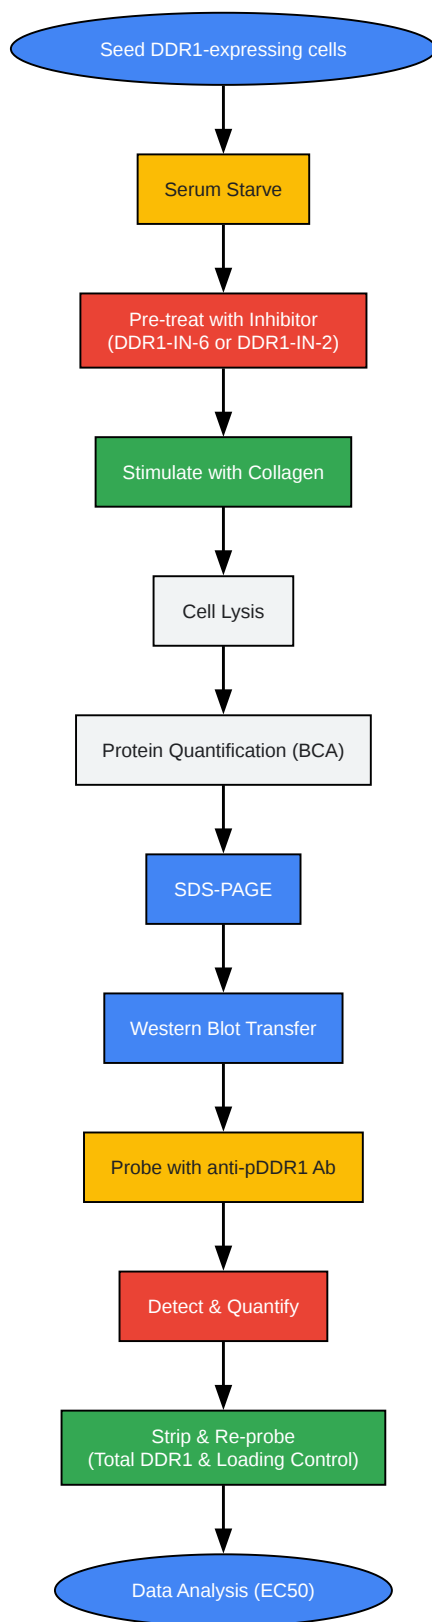 Seed DDR1-expressing cells
Serum Starve
Pre-treat with Inhibitor
(DDR1-IN-6 or DDR1-IN-2)
Stimulate with Collagen
Cell Lysis
Protein Quantification (BCA)
SDS-PAGE
Western Blot Transfer
Probe with anti-pDDR1 Ab
Detect & Quantify
Strip & Re-probe
(Total DDR1 & Loading Control)
Data Analysis (EC50)